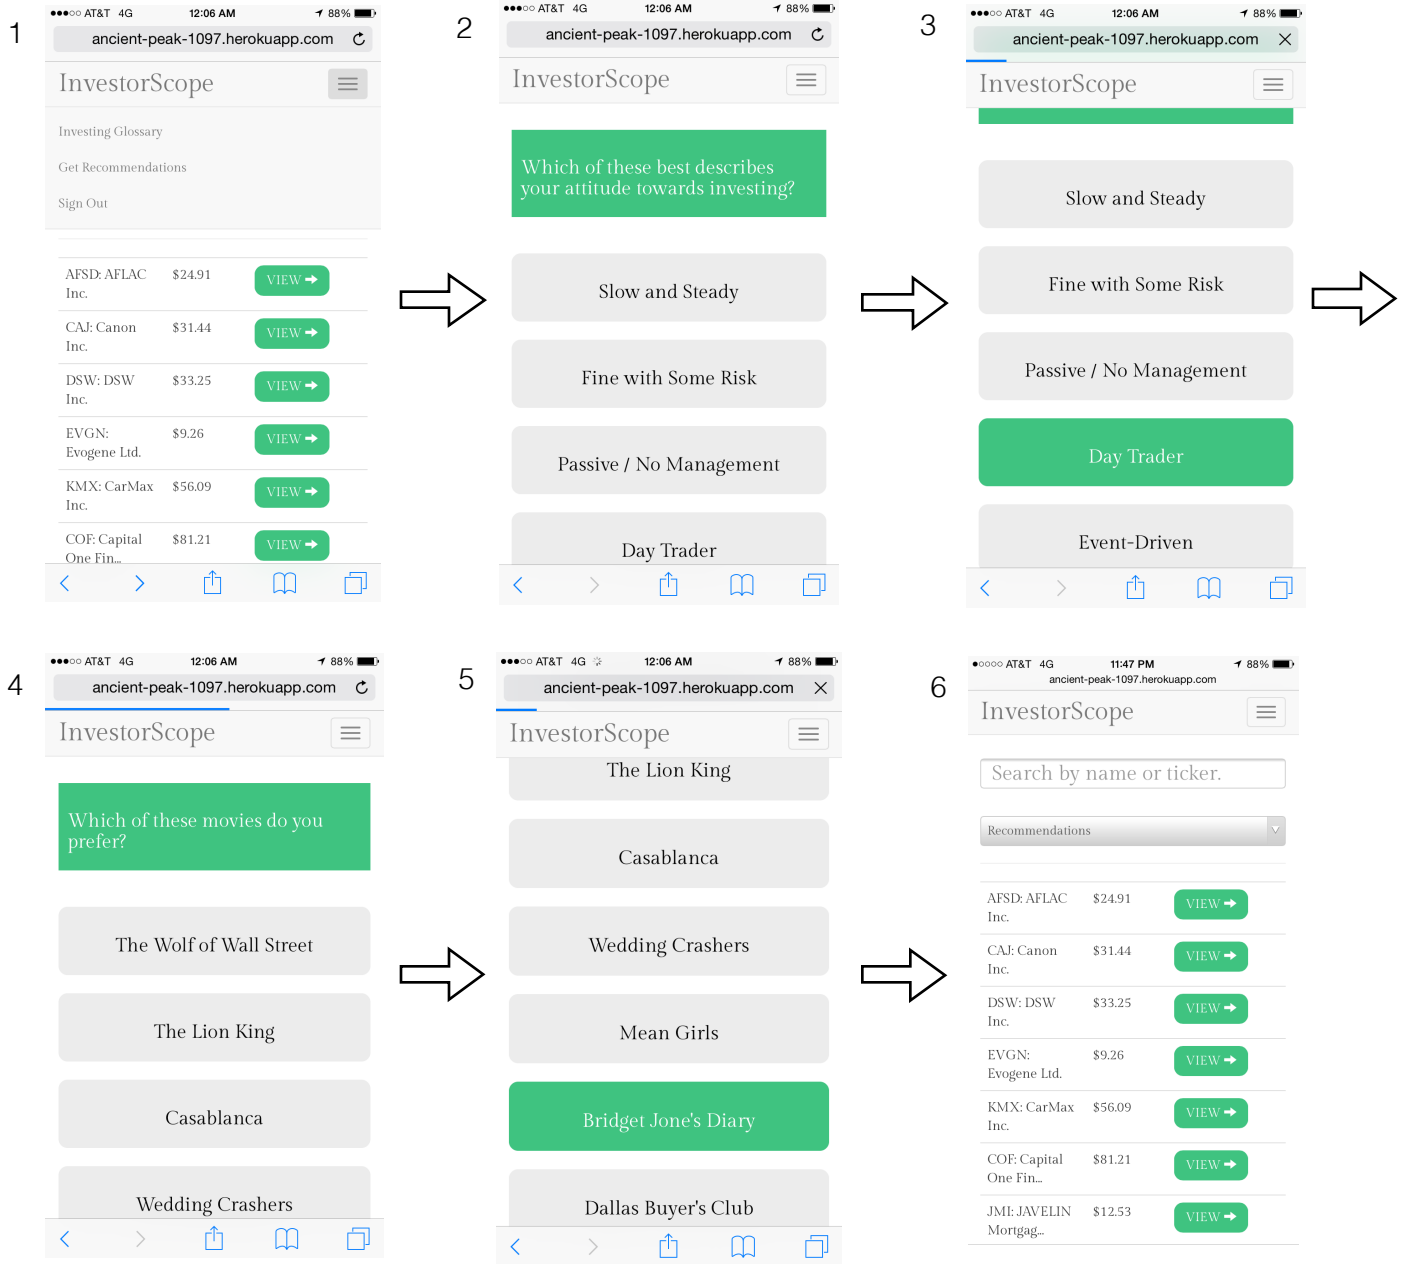 1
AT&T 4G 12:06 AM 88%
ancient-peak-1097.herokuapp.com
InvestorScope
Investing Glossary
Get Recommendations
Sign Out
AFSD: AFLAC Inc. $24.91 VIEW
CAJ: Canon Inc. $31.44 VIEW
DSW: DSW Inc. $33.25 VIEW
EVGN: Evogene Ltd. $9.26 VIEW
KMX: CarMax Inc. $56.09 VIEW
COF: Capital One Fin... $81.21 VIEW
2
AT&T 4G 12:06 AM 88%
ancient-peak-1097.herokuapp.com
InvestorScope
Which of these best describes
your attitude towards investing?
Slow and Steady
Fine with Some Risk
Passive / No Management
Day Trader
3
AT&T 4G 12:06 AM 88%
ancient-peak-1097.herokuapp.com
InvestorScope
Slow and Steady
Fine with Some Risk
Passive / No Management
Day Trader
Event-Driven
4
AT&T 4G 12:06 AM 88%
ancient-peak-1097.herokuapp.com
InvestorScope
Which of these movies do you
prefer?
The Wolf of Wall Street
The Lion King
Casablanca
Wedding Crashers
5
AT&T 4G 12:06 AM 88%
ancient-peak-1097.herokuapp.com
InvestorScope
The Lion King
Casablanca
Wedding Crashers
Mean Girls
Bridget Jone's Diary
Dallas Buyer's Club
6
AT&T 4G 11:47 PM 88%
ancient-peak-1097.herokuapp.com
InvestorScope
Search by name or ticker.
Recommendations
AFSD: AFLAC Inc. $24.91 VIEW
CAJ: Canon Inc. $31.44 VIEW
DSW: DSW Inc. $33.25 VIEW
EVGN: Evogene Ltd. $9.26 VIEW
KMX: CarMax Inc. $56.09 VIEW
COF: Capital One Fin... $81.21 VIEW
JMI: JAVELIN Mortgag... $12.53 VIEW